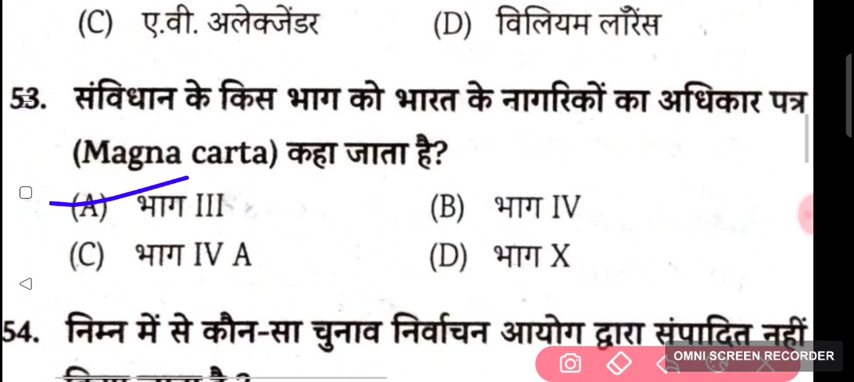 (C) ए.वी. अलेक्जेंडर (D) विलियम लॉरेंस
53. संविधान के किस भाग को भारत के नागरिकों का अधिकार पत्र
(Magna carta) कहा जाता है?
(A) भाग III (B) भाग IV
(C) भाग IV A (D) भाग X
54. निम्न में से कौन-सा चुनाव निर्वाचन आयोग द्वारा संपादित नहीं
OMNI SCREEN RECORDER